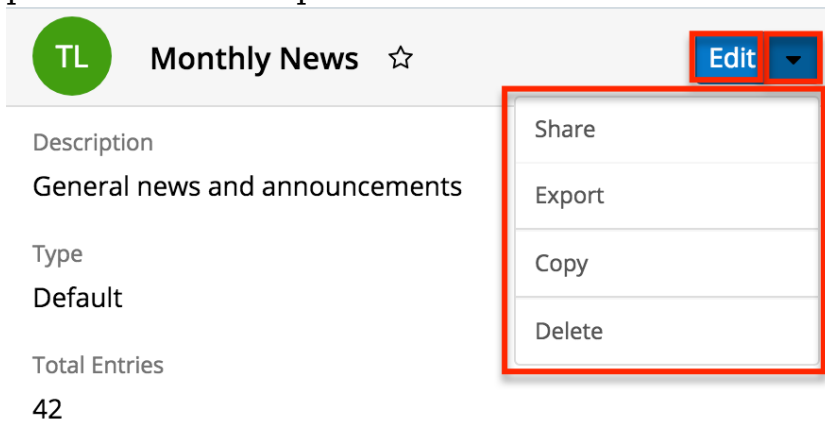 TL Monthly News Edit
Share
Description
General news and announcements
Export
Type
Copy
Default
Delete
Total Entries
42